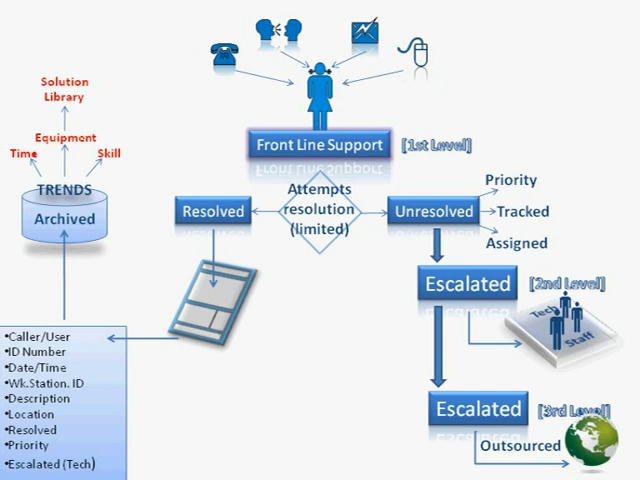 Solution
Library
Equipment
Time
Skill
TRENDS
Archived
Front Line Support
[1st Level]
Attempts
resolution
(limited)
Resolved
Unresolved
Priority
Tracked
Assigned
Escalated
[2nd Level]
Tech
Staff
•Caller/User
•ID Number
•Date/Time
•Wk.Station. ID
•Description
•Location
•Resolved
•Priority
•Escalated (Tech)
Escalated
[3rd Level]
Outsourced